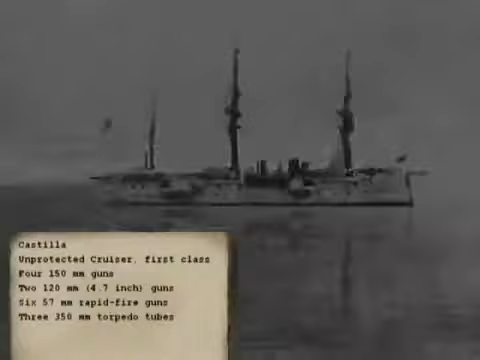 Castilla
Unprotected Cruiser, first class
Four 150 mm guns
Two 120 mm (4.7 inch) guns
Six 57 mm rapid-fire guns
Three 350 mm torpedo tubes